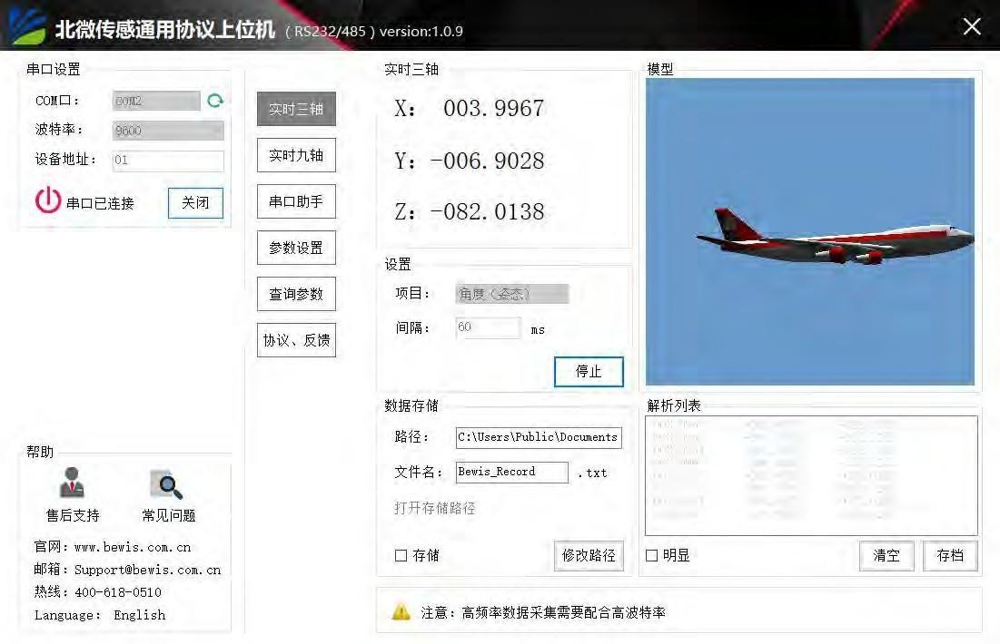 北微传感通用协议上位机 （RS232/485）version:1.0.9
串口设置
COM口： COM2
波特率： 9600
设备地址： 01
串口已连接 关闭
实时三轴
实时九轴
串口助手
参数设置
查询参数
协议、反馈
实时三轴
X： 003.9967
Y：-006.9028
Z：-082.0138
设置
项目： 角度（姿态）
间隔： 60 ms
停止
数据存储
路径： C:\Users\Public\Documents
文件名： Bewis_Record .txt
打开存储路径
存储 修改路径
模型
解析列表
明显 清空 存档
帮助
售后支持 常见问题
官网：www.bewis.com.cn
邮箱：Support@bewis.com.cn
热线：400-618-0510
Language： English
注意：高频率数据采集需要配合高波特率